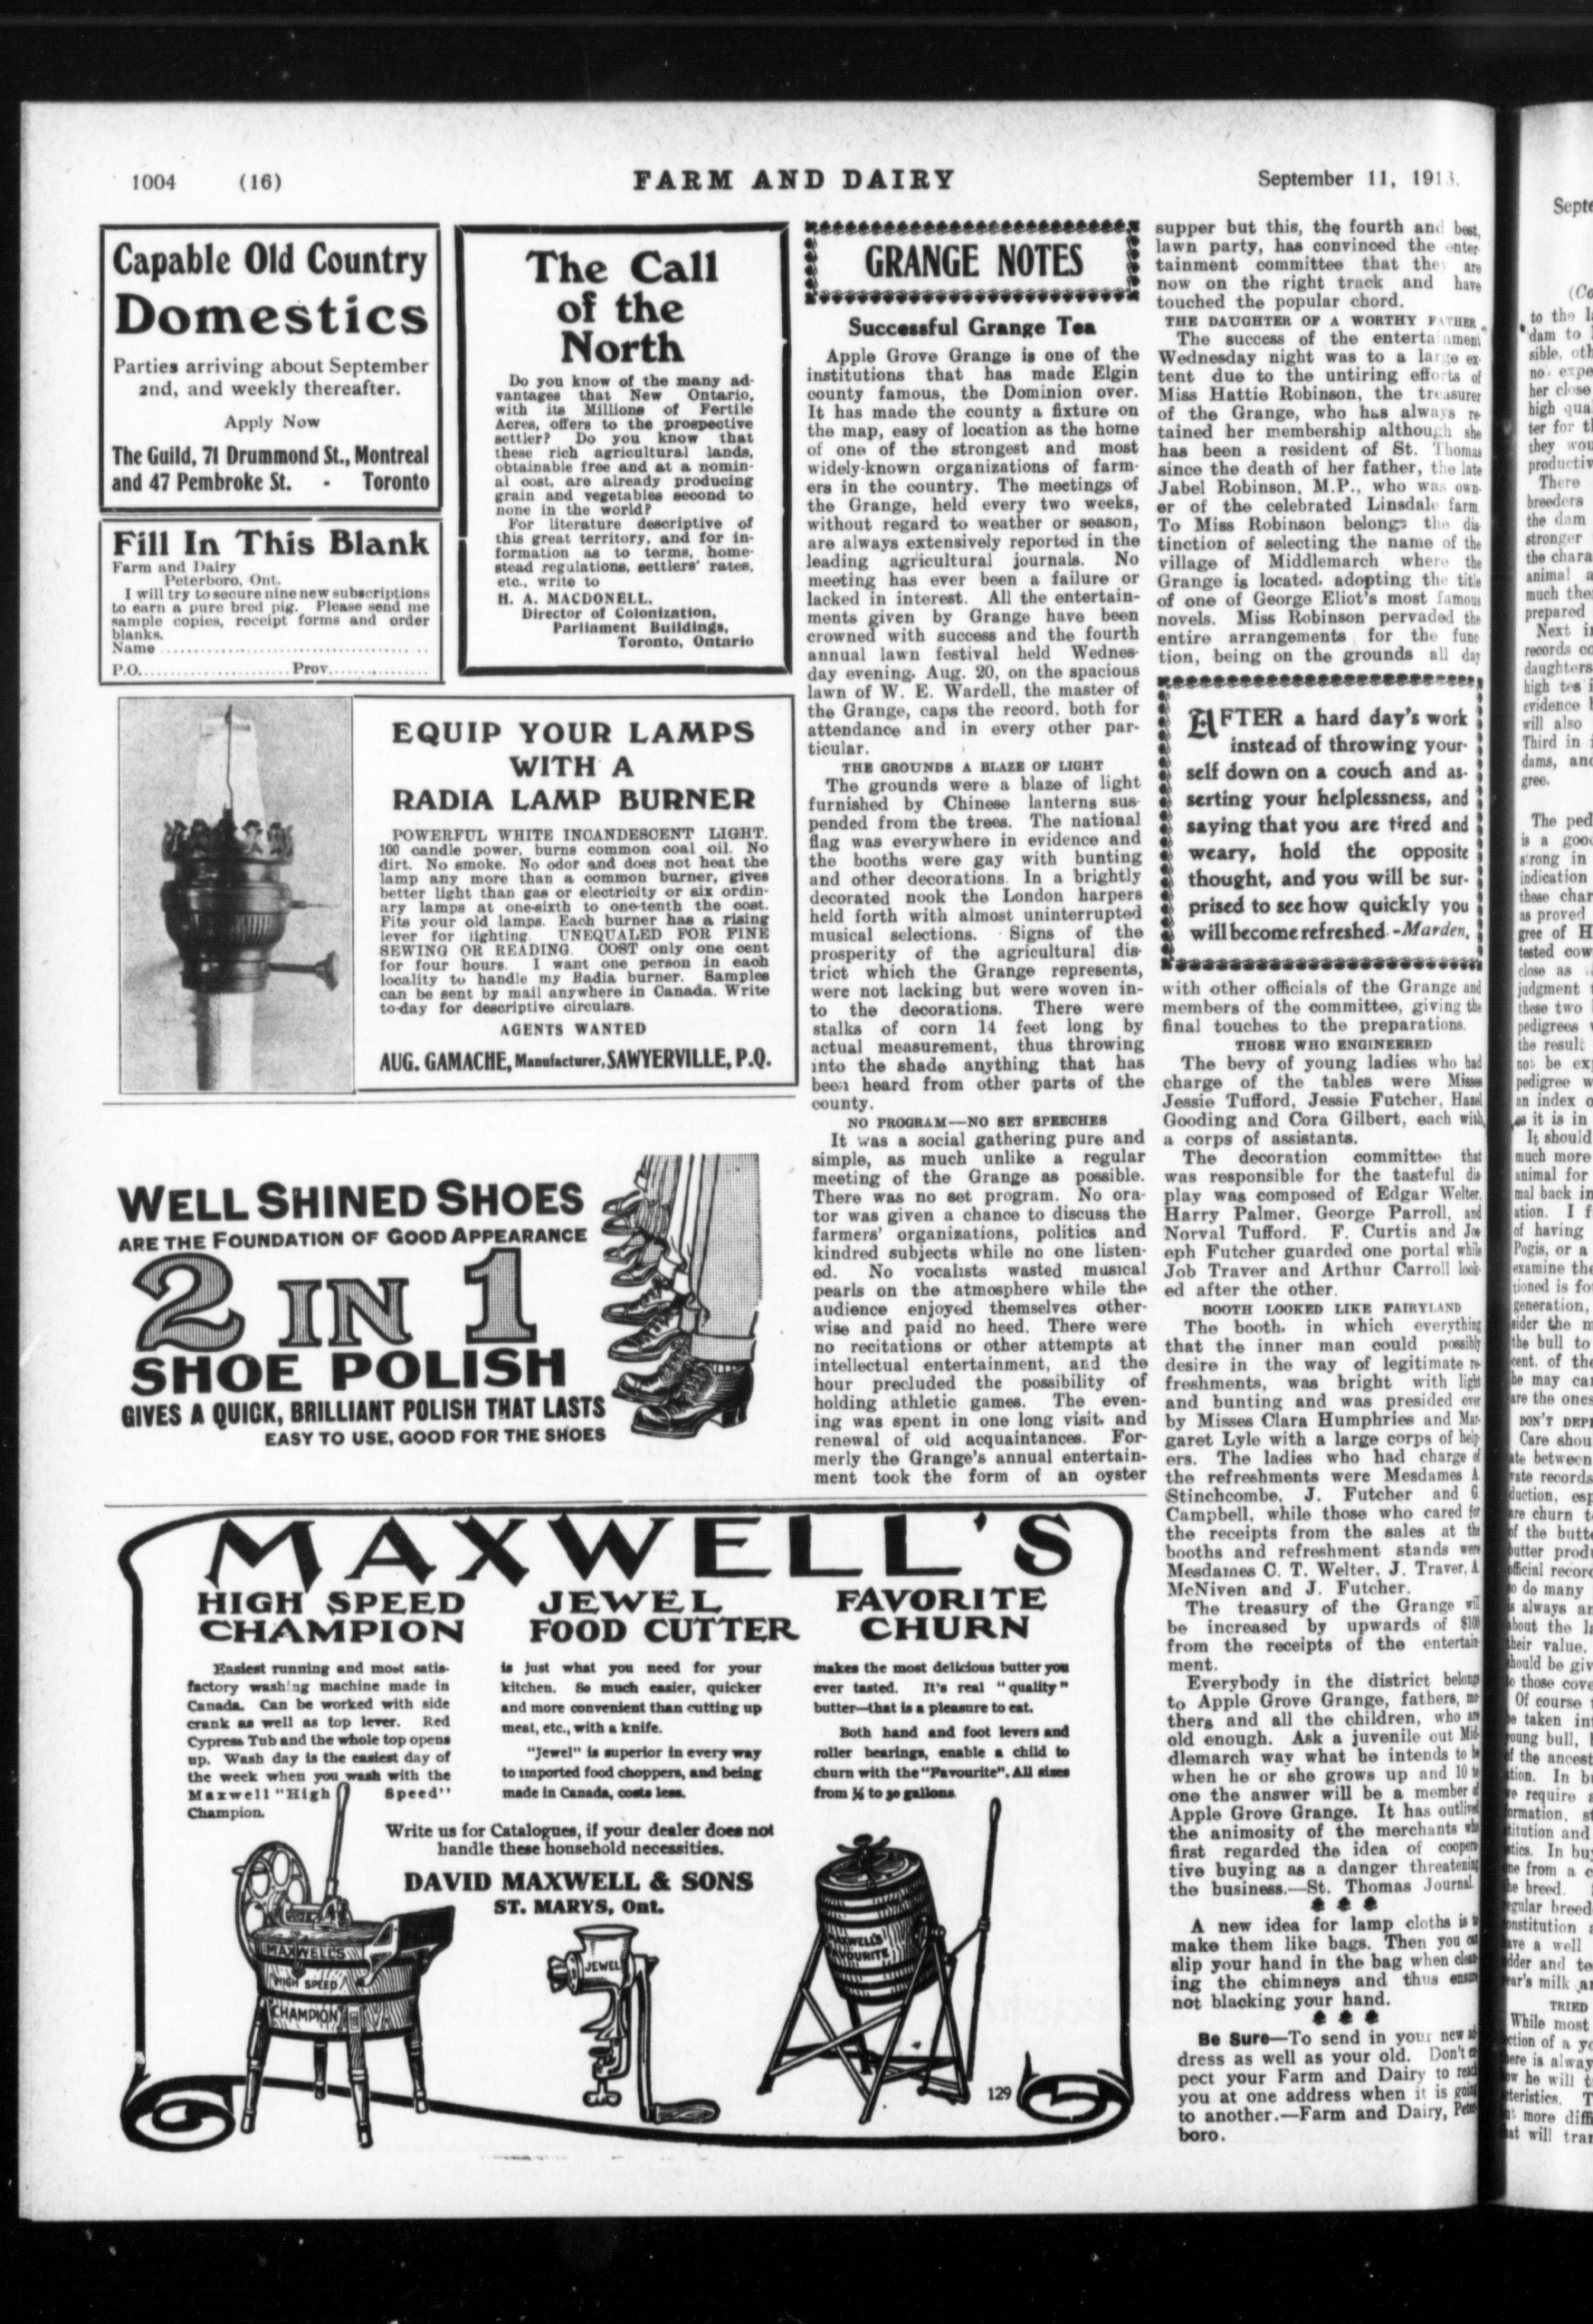 1004 (16) FARM AND DAIRY September 11, 1913.
Capable Old Country
Domestics
Parties arriving about September
2nd, and weekly thereafter.
Apply Now
The Guild, 71 Drummond St., Montreal
and 47 Pembroke St. - Toronto
Fill In This Blank
Farm and Dairy
Peterboro, Ont.
I will try to secure nine new subscriptions
to earn a pure bred pig. Please send me
sample copies, receipt forms and order
blanks.
Name
P.O. Prov.
The Call
of the
North
Do you know of the many ad-
vantages that New Ontario,
with its Millions of Fertile
Acres, offers to the prospective
settler? Do you know that
these rich agricultural lands,
obtainable free and at a nomin-
al cost, are already producing
grain and vegetables second to
none in the world?
For literature descriptive of
this great territory, and for in-
formation as to terms, home-
stead regulations, settlers' rates,
etc., write to
H. A. MACDONELL,
Director of Colonization,
Parliament Buildings,
Toronto, Ontario
EQUIP YOUR LAMPS
WITH A
RADIA LAMP BURNER
POWERFUL WHITE INCANDESCENT LIGHT.
100 candle power, burns common coal oil. No
dirt. No smoke. No odor and does not heat the
lamp any more than a common burner, gives
better light than gas or electricity or six ordin-
ary lamps at one-sixth to one-tenth the cost.
Fits your old lamps. Each burner has a rising
lever for lighting. UNEQUALED FOR FINE
SEWING OR READING. COST only one cent
for four hours. I want one person in each
locality to handle my Radia burner. Samples
can be sent by mail anywhere in Canada. Write
to-day for descriptive circulars.
AGENTS WANTED
AUG. GAMACHE, Manufacturer, SAWYERVILLE, P.Q.
WELL SHINED SHOES
ARE THE FOUNDATION OF GOOD APPEARANCE
2 IN 1
SHOE POLISH
GIVES A QUICK, BRILLIANT POLISH THAT LASTS
EASY TO USE, GOOD FOR THE SHOES
GRANGE NOTES
Successful Grange Tea
Apple Grove Grange is one of the
institutions that has made Elgin
county famous, the Dominion over.
It has made the county a fixture on
the map, easy of location as the home
of one of the strongest and most
widely-known organizations of farm-
ers in the country. The meetings of
the Grange, held every two weeks,
without regard to weather or season,
are always extensively reported in the
leading agricultural journals. No
meeting has ever been a failure or
lacked in interest. All the entertain-
ments given by Grange have been
crowned with success and the fourth
annual lawn festival held Wednes-
day evening, Aug. 20, on the spacious
lawn of W. E. Wardell, the master of
the Grange, caps the record, both for
attendance and in every other par-
ticular.
THE GROUNDS A BLAZE OF LIGHT
The grounds were a blaze of light
furnished by Chinese lanterns sus-
pended from the trees. The national
flag was everywhere in evidence and
the booths were gay with bunting
and other decorations. In a brightly
decorated nook the London harpers
held forth with almost uninterrupted
musical selections. Signs of the
prosperity of the agricultural dis-
trict which the Grange represents,
were not lacking but were woven in-
to the decorations. There were
stalks of corn 14 feet long by
actual measurement, thus throwing
into the shade anything that has
been heard from other parts of the
county.
NO PROGRAM—NO SET SPEECHES
It was a social gathering pure and
simple, as much unlike a regular
meeting of the Grange as possible.
There was no set program. No ora-
tor was given a chance to discuss the
farmers' organizations, politics and
kindred subjects while no one listen-
ed. No vocalists wasted musical
pearls on the atmosphere while the
audience enjoyed themselves other-
wise and paid no heed. There were
no recitations or other attempts at
intellectual entertainment, and the
hour precluded the possibility of
holding athletic games. The even-
ing was spent in one long visit, and
renewal of old acquaintances. For-
merly the Grange's annual entertain-
ment took the form of an oyster
supper but this, the fourth and best,
lawn party, has convinced the enter-
tainment committee that they are
now on the right track and have
touched the popular chord.
THE DAUGHTER OF A WORTHY FATHER
The success of the entertainment
Wednesday night was to a large ex-
tent due to the untiring efforts of
Miss Hattie Robinson, the treasurer
of the Grange, who has always re-
tained her membership although she
has been a resident of St. Thomas
since the death of her father, the late
Jabel Robinson, M.P., who was own-
er of the celebrated Linsdale farm.
To Miss Robinson belongs the dis-
tinction of selecting the name of the
village of Middlemarch where the
Grange is located, adopting the title
of one of George Eliot's most famous
novels. Miss Robinson pervaded the
entire arrangements for the func-
tion, being on the grounds all day
AFTER a hard day's work
instead of throwing your-
self down on a couch and as-
serting your helplessness, and
saying that you are tired and
weary, hold the opposite
thought, and you will be sur-
prised to see how quickly you
will become refreshed.-Marden.
with other officials of the Grange and
members of the committee, giving the
final touches to the preparations.
THOSE WHO ENGINEERED
The bevy of young ladies who had
charge of the tables were Misses
Jessie Tufford, Jessie Futcher, Hazel
Gooding and Cora Gilbert, each with
a corps of assistants.
The decoration committee that
was responsible for the tasteful dis-
play was composed of Edgar Welter,
Harry Palmer, George Parroll, and
Norval Tufford. F. Curtis and Jos-
eph Futcher guarded one portal while
Job Traver and Arthur Carroll look-
ed after the other.
BOOTH LOOKED LIKE FAIRYLAND
The booth, in which everything
that the inner man could possibly
desire in the way of legitimate re-
freshments, was bright with light
and bunting and was presided over
by Misses Clara Humphries and Mar-
garet Lyle with a large corps of help-
ers. The ladies who had charge of
the refreshments were Mesdames A.
Stinchcombe, J. Futcher and G.
Campbell, while those who cared for
the receipts from the sales at the
booths and refreshment stands were
Mesdames C. T. Welter, J. Traver, A.
McNiven and J. Futcher.
The treasury of the Grange will
be increased by upwards of $100
from the receipts of the entertain-
ment.
Everybody in the district belongs
to Apple Grove Grange, fathers, mo-
thers and all the children, who are
old enough. Ask a juvenile out Mid-
dlemarch way what he intends to be
when he or she grows up and 10 to
one the answer will be a member of
Apple Grove Grange. It has outlived
the animosity of the merchants who
first regarded the idea of coopera-
tive buying as a danger threatening
the business.—St. Thomas Journal.
A new idea for lamp cloths is to
make them like bags. Then you can
slip your hand in the bag when clean-
ing the chimneys and thus ensure
not blacking your hand.
Be Sure—To send in your new ad-
dress as well as your old. Don't ex-
pect your Farm and Dairy to reach
you at one address when it is going
to another.—Farm and Dairy, Peter-
boro.
MAXWELL'S
HIGH SPEED
CHAMPION
Easiest running and most satis-
factory washing machine made in
Canada. Can be worked with side
crank as well as top lever. Red
Cypress Tub and the whole top opens
up. Wash day is the easiest day of
the week when you wash with the
Maxwell "High Speed"
Champion.
JEWEL
FOOD CUTTER
is just what you need for your
kitchen. So much easier, quicker
and more convenient than cutting up
meat, etc., with a knife.
"Jewel" is superior in every way
to imported food choppers, and being
made in Canada, costs less.
FAVORITE
CHURN
makes the most delicious butter you
ever tasted. It's real "quality"
butter—that is a pleasure to eat.
Both hand and foot levers and
roller bearings, enable a child to
churn with the "Favourite". All sizes
from ½ to 30 gallons.
Write us for Catalogues, if your dealer does not
handle these household necessities.
DAVID MAXWELL & SONS
ST. MARYS, Ont.
MAXWELL'S
HIGH SPEED
CHAMPION
JEWEL
MAXWELL'S
FAVOURITE
129